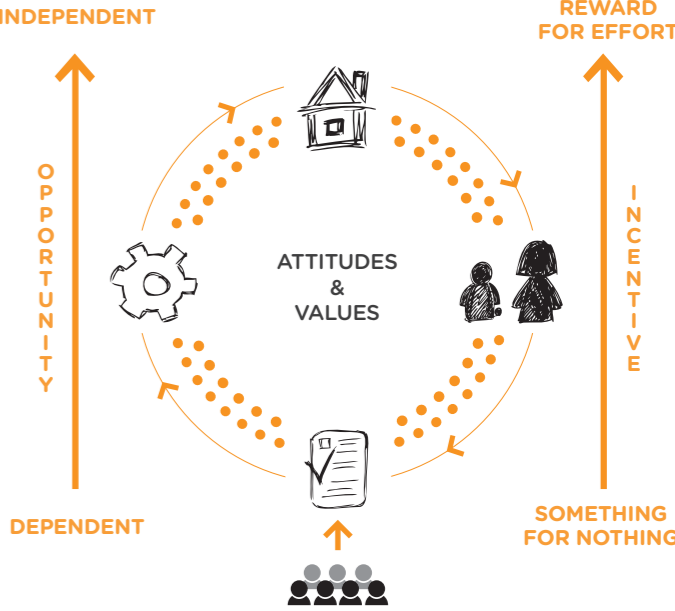 INDEPENDENT
REWARD
FOR EFFORT
OPPORTUNITY
ATTITUDES
&
VALUES
INCENTIVE
DEPENDENT
SOMETHING
FOR NOTHING